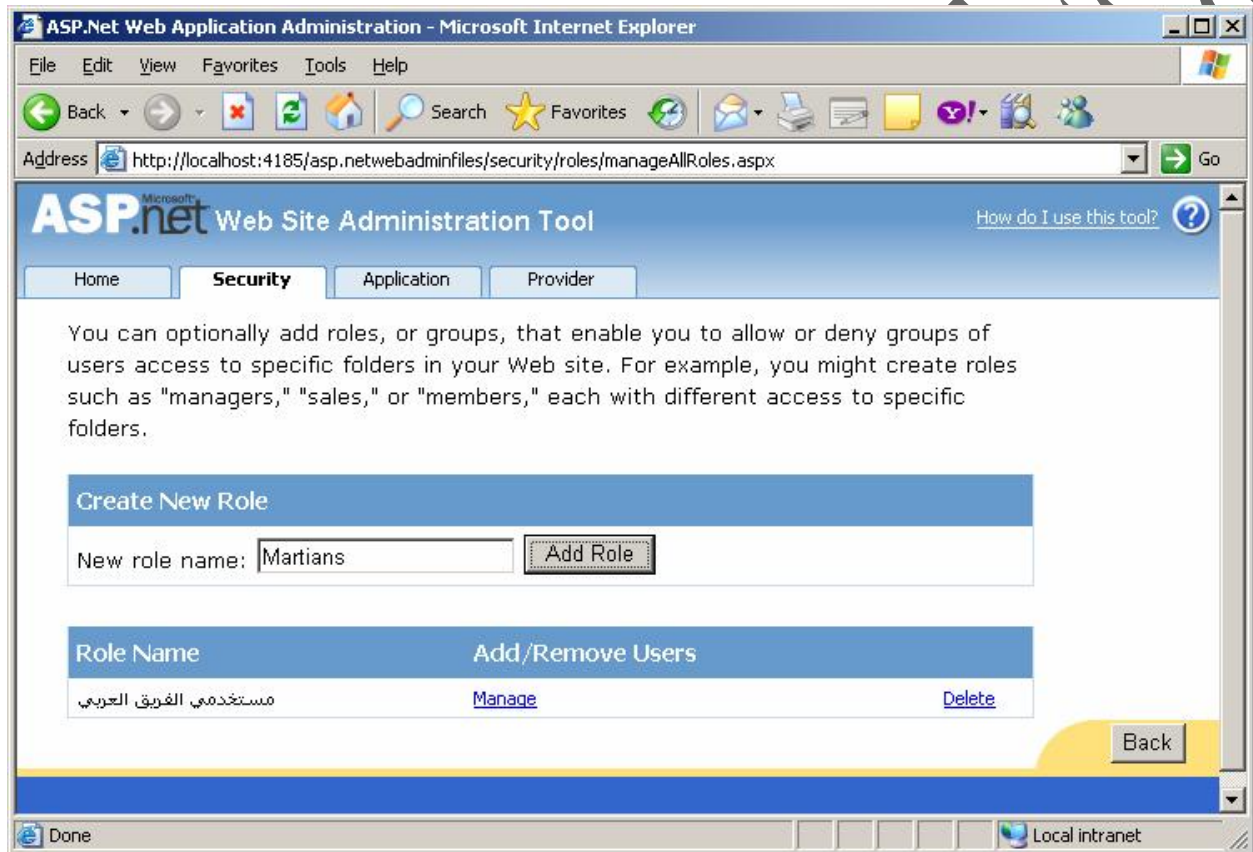 ASP.Net Web Application Administration - Microsoft Internet Explorer
File Edit View Favorites Tools Help
Back Search Favorites
Address http://localhost:4185/asp.netwebadminfiles/security/roles/manageAllRoles.aspx Go
Microsoft
ASP.net Web Site Administration Tool How do I use this tool?
Home Security Application Provider
You can optionally add roles, or groups, that enable you to allow or deny groups of
users access to specific folders in your Web site. For example, you might create roles
such as "managers," "sales," or "members," each with different access to specific
folders.
Create New Role
New role name: Martians Add Role
Role Name Add/Remove Users
مستخدمي الفريق العربي Manage Delete
Back
Done Local intranet